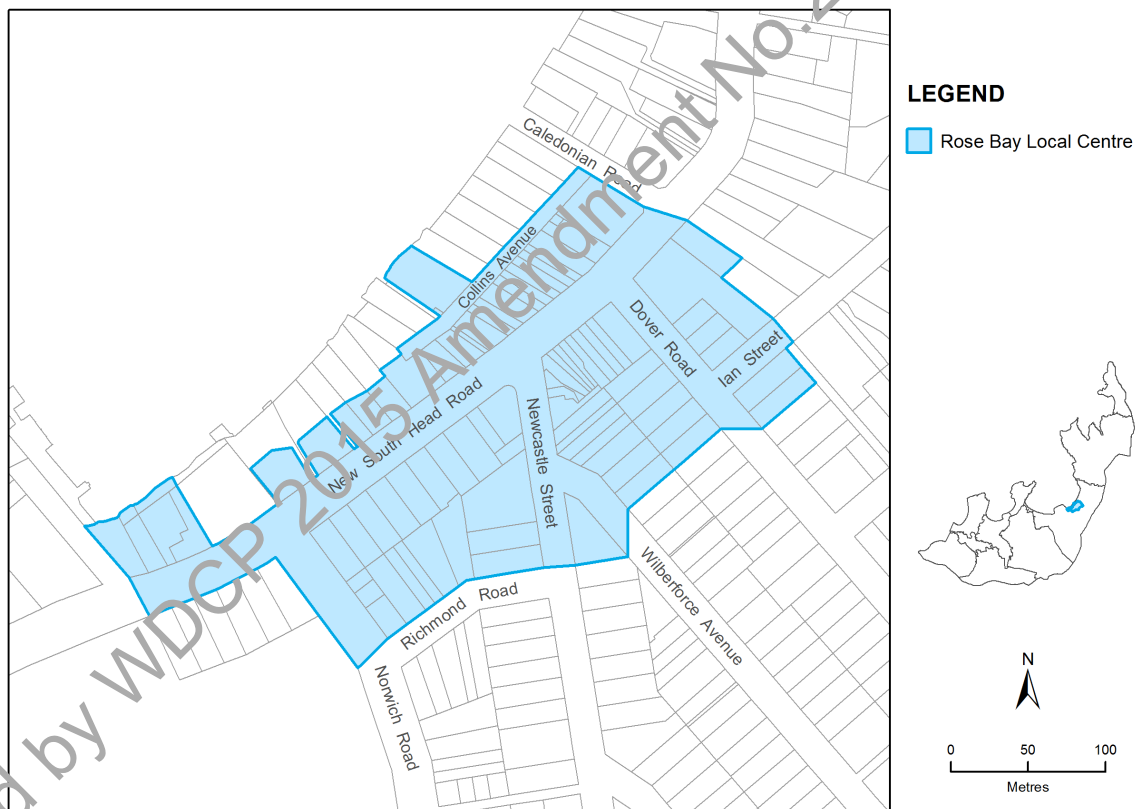 Caledonian Road
Collins Avenue
Dover Road
Ian Street
New South Head Road
Newcastle Street
Richmond Road
Wilberforce Avenue
Norwich Road
by WDCP 2015 Amendment No.
LEGEND
Rose Bay Local Centre
N
0 50 100
Metres